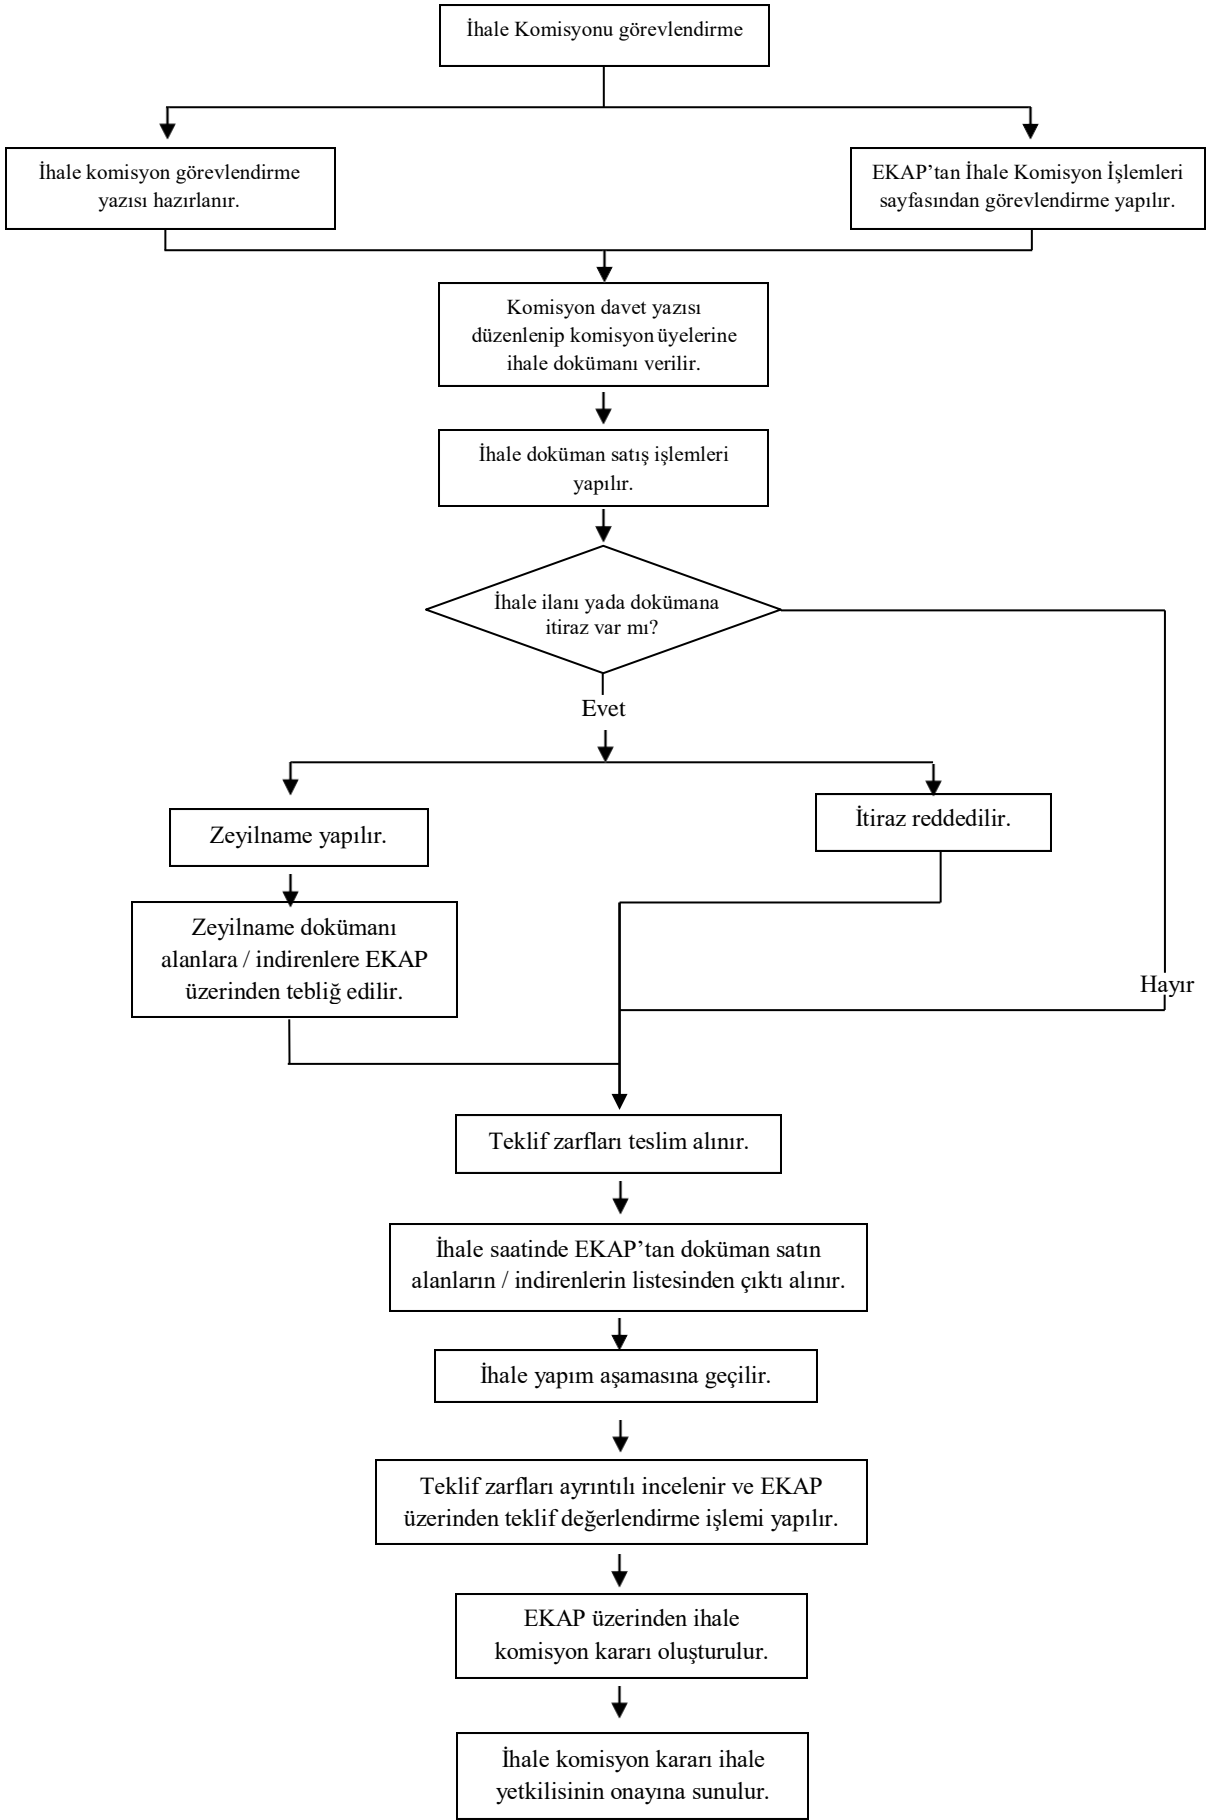 İhale Komisyonu görevlendirme
İhale komisyon görevlendirme
yazısı hazırlanır.
EKAP’tan İhale Komisyon İşlemleri
sayfasından görevlendirme yapılır.
Komisyon davet yazısı
düzenlenip komisyon üyelerine
ihale dokümanı verilir.
İhale doküman satış işlemleri
yapılır.
İhale ilanı yada dokümana
itiraz var mı?
Evet
Zeyilname yapılır.
İtiraz reddedilir.
Zeyilname dokümanı
alanlara / indirenlere EKAP
üzerinden tebliğ edilir.
Hayır
Teklif zarfları teslim alınır.
İhale saatinde EKAP’tan doküman satın
alanların / indirenlerin listesinden çıktı alınır.
İhale yapım aşamasına geçilir.
Teklif zarfları ayrıntılı incelenir ve EKAP
üzerinden teklif değerlendirme işlemi yapılır.
EKAP üzerinden ihale
komisyon kararı oluşturulur.
İhale komisyon kararı ihale
yetkilisinin onayına sunulur.